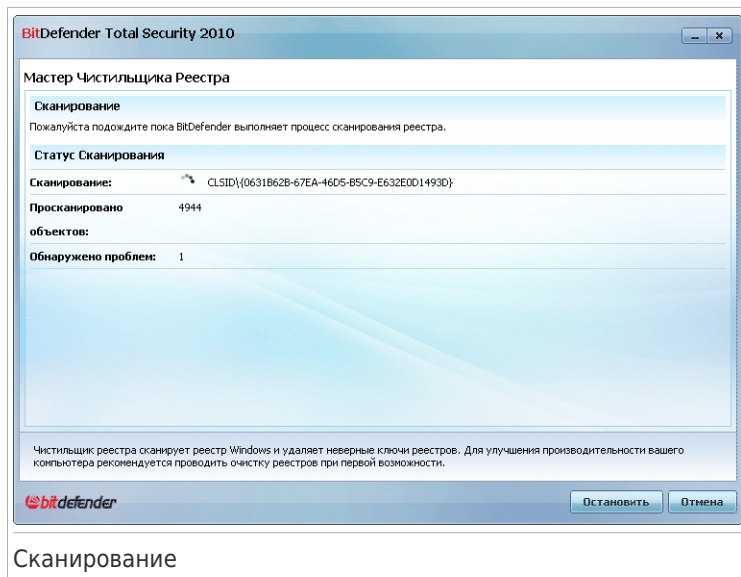 BitDefender Total Security 2010
Мастер Чистильщика Реестра
Сканирование
Пожалуйста подождите пока BitDefender выполняет процесс сканирования реестра.
Статус Сканирования
Сканирование: CLSID\{0631B62B-67EA-46D5-B5C9-E632E0D1493D}
Просканировано 4944
объектов:
Обнаружено проблем: 1
Чистильщик реестра сканирует реестр Windows и удаляет неверные ключи реестров. Для улучшения производительности вашего
компьютера рекомендуется проводить очистку реестров при первой возможности.
bitdefender
Остановить Отмена
Сканирование